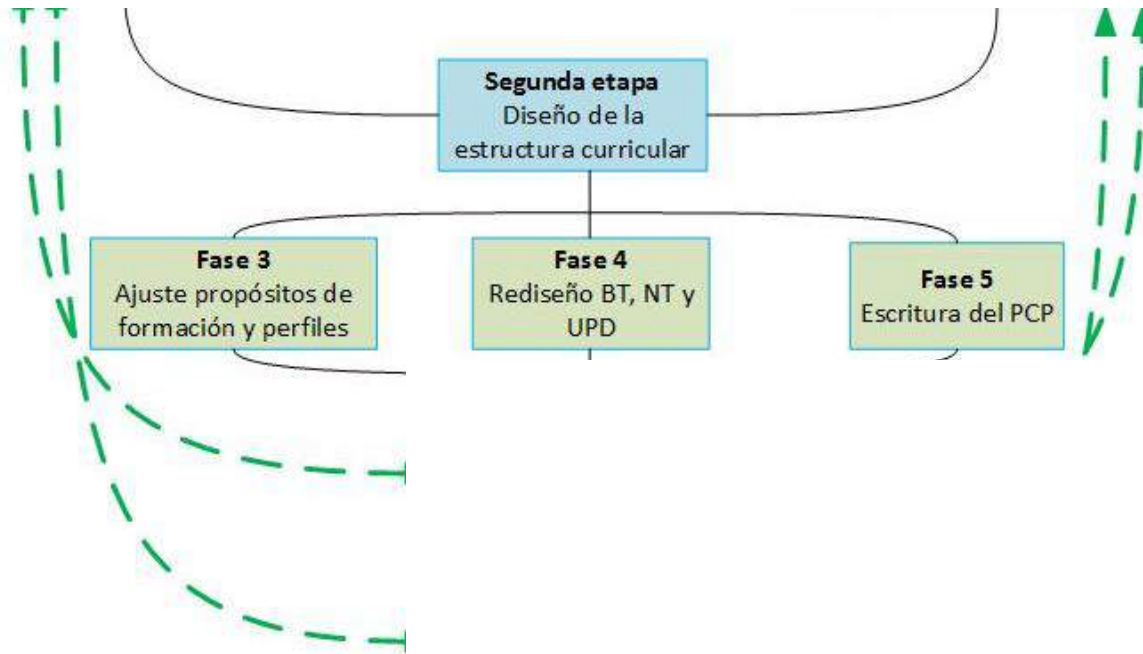 Segunda etapa
Diseño de la
estructura curricular
Fase 3
Ajuste propósitos de
formación y perfiles
Fase 4
Rediseño BT, NT y
UPD
Fase 5
Escritura del PCP